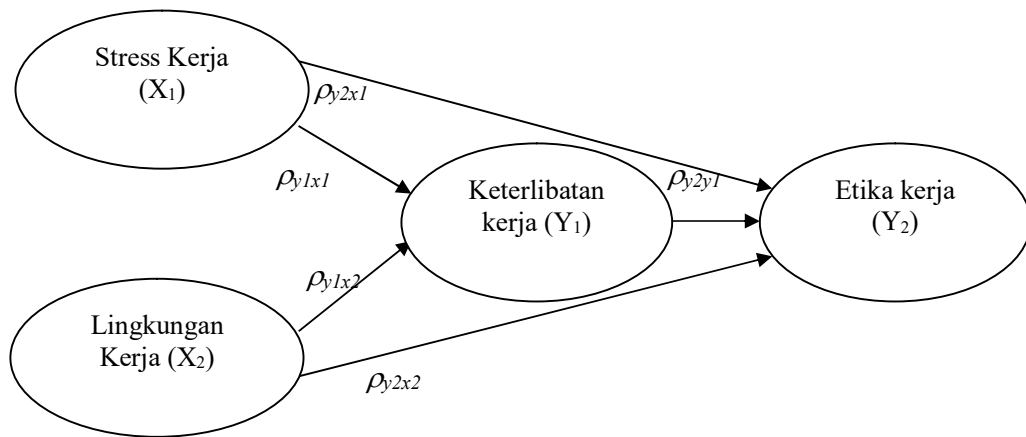 Stress Kerja
(X₁)
ρy2x1
ρy1x1
Keterlibatan
kerja (Y₁)
ρy2y1
Etika kerja
(Y₂)
ρy1x2
Lingkungan
Kerja (X₂)
ρy2x2